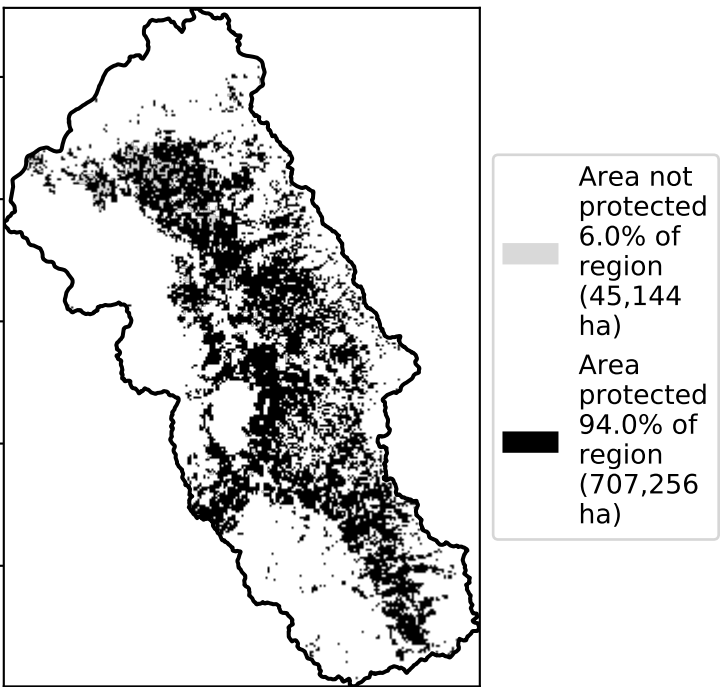 Area not
protected
6.0% of
region
(45,144
ha)
Area
protected
94.0% of
region
(707,256
ha)